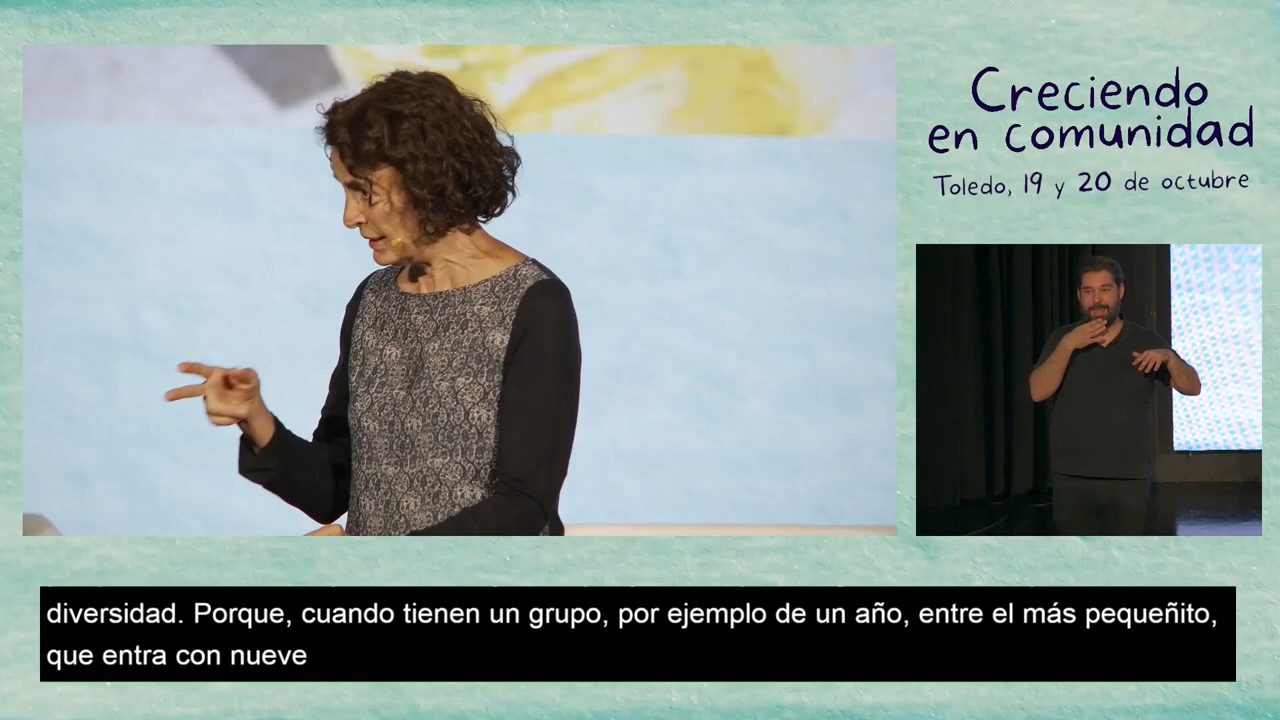 Creciendo
en comunidad
Toledo, 19 y 20 de octubre
diversidad. Porque, cuando tienen un grupo, por ejemplo de un año, entre el más pequeñito,
que entra con nueve